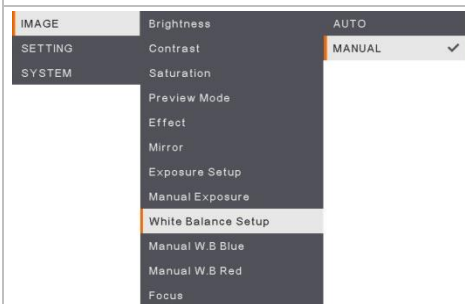 IMAGE
SETTING
SYSTEM
Brightness
Contrast
Saturation
Preview Mode
Effect
Mirror
Exposure Setup
Manual Exposure
White Balance Setup
Manual W.B Blue
Manual W.B Red
Focus
AUTO
MANUAL ✓